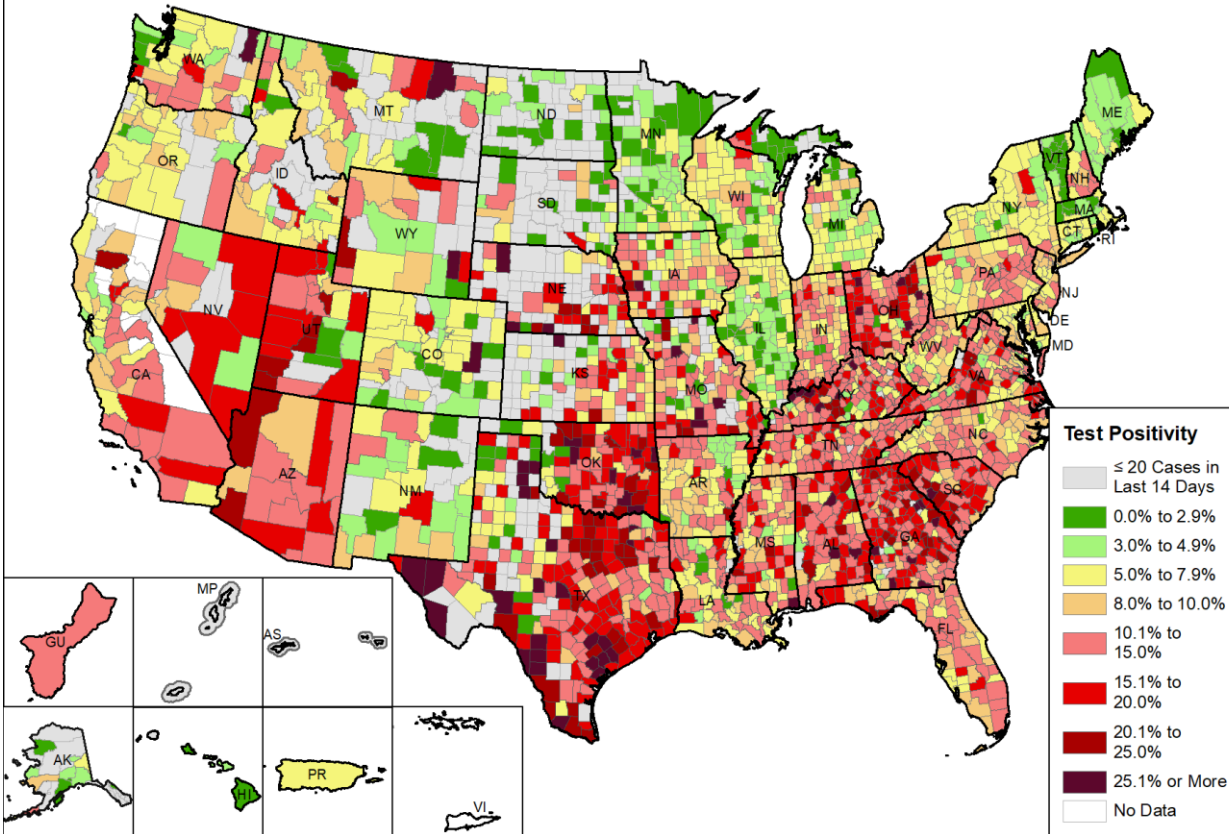 WA
MT
ND
MN
ME
OR
ID
SD
WI
VT
NH
NY
MA
WY
MI
CT
RI
IA
PA
NV
NE
NJ
UT
IL
IN
OH
DE
CO
WV
MD
CA
KS
MO
VA
KY
NC
TN
OK
AZ
NM
AR
SC
MS
AL
GA
TX
LA
FL
MP
GU
AS
AK
HI
PR
VI
Test Positivity
≤ 20 Cases in
Last 14 Days
0.0% to 2.9%
3.0% to 4.9%
5.0% to 7.9%
8.0% to 10.0%
10.1% to
15.0%
15.1% to
20.0%
20.1% to
25.0%
25.1% or More
No Data